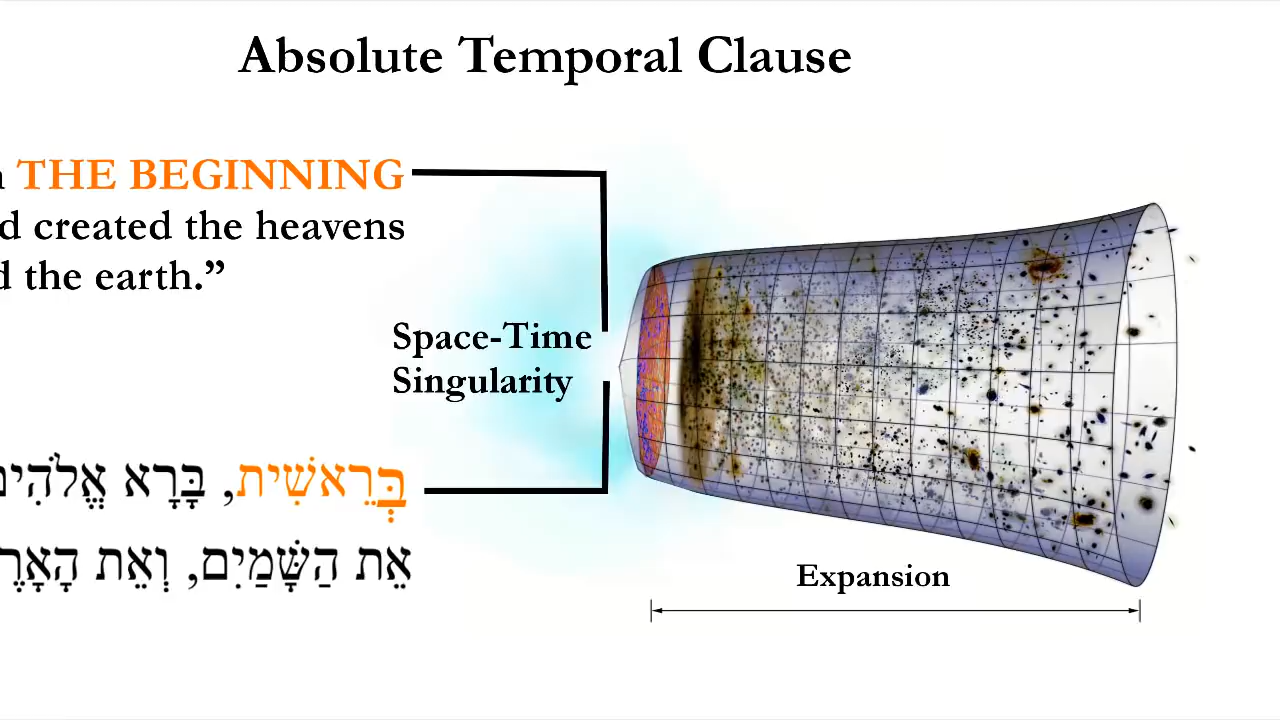 Absolute Temporal Clause
THE BEGINNING
created the heavens
the earth.”
Space-Time
Singularity
בְּרֵאשִׁית, בָּרָא
אֵת הַשָּׁמַיִם, וְאֵת
Expansion